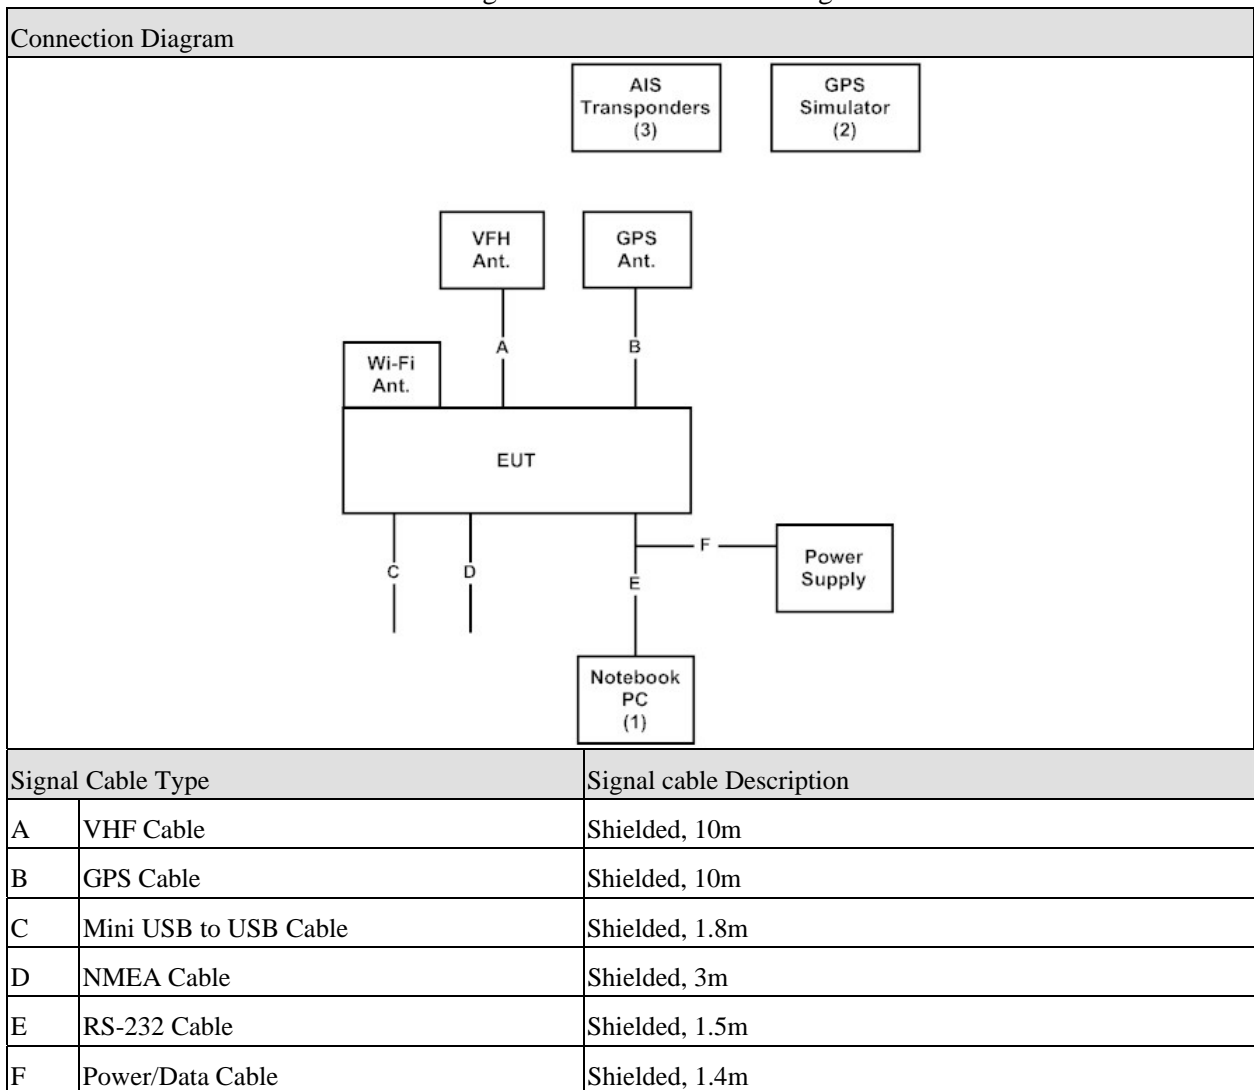 Connection Diagram
AIS
Transponders
(3)
GPS
Simulator
(2)
VFH
Ant.
GPS
Ant.
A
B
Wi-Fi
Ant.
EUT
C
D
E
F
Power
Supply
Notebook
PC
(1)
Signal Cable Type Signal cable Description
A VHF Cable Shielded, 10m
B GPS Cable Shielded, 10m
C Mini USB to USB Cable Shielded, 1.8m
D NMEA Cable Shielded, 3m
E RS-232 Cable Shielded, 1.5m
F Power/Data Cable Shielded, 1.4m